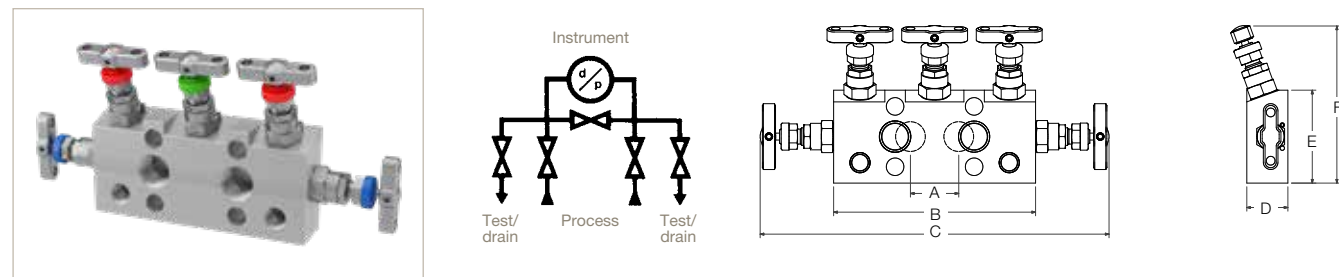 Instrument
d/p
Test/
drain
Process
Test/
drain
A
B
C
D
E
F